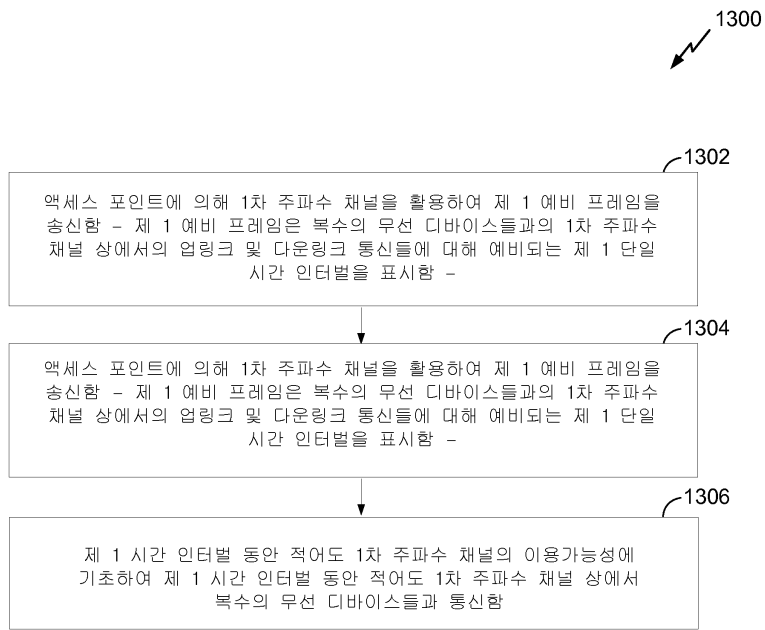 1300
1302
액세스 포인트에 의해 1차 주파수 채널을 활용하여 제 1 예비 프레임을
송신함 – 제 1 예비 프레임은 복수의 무선 디바이스들과의 1차 주파수
채널 상에서의 업링크 및 다운링크 통신들에 대해 예비되는 제 1 단일
시간 인터벌을 표시함 –
1304
액세스 포인트에 의해 1차 주파수 채널을 활용하여 제 1 예비 프레임을
송신함 – 제 1 예비 프레임은 복수의 무선 디바이스들과의 1차 주파수
채널 상에서의 업링크 및 다운링크 통신들에 대해 예비되는 제 1 단일
시간 인터벌을 표시함 –
1306
제 1 시간 인터벌 동안 적어도 1차 주파수 채널의 이용가능성에
기초하여 제 1 시간 인터벌 동안 적어도 1차 주파수 채널 상에서
복수의 무선 디바이스들과 통신함